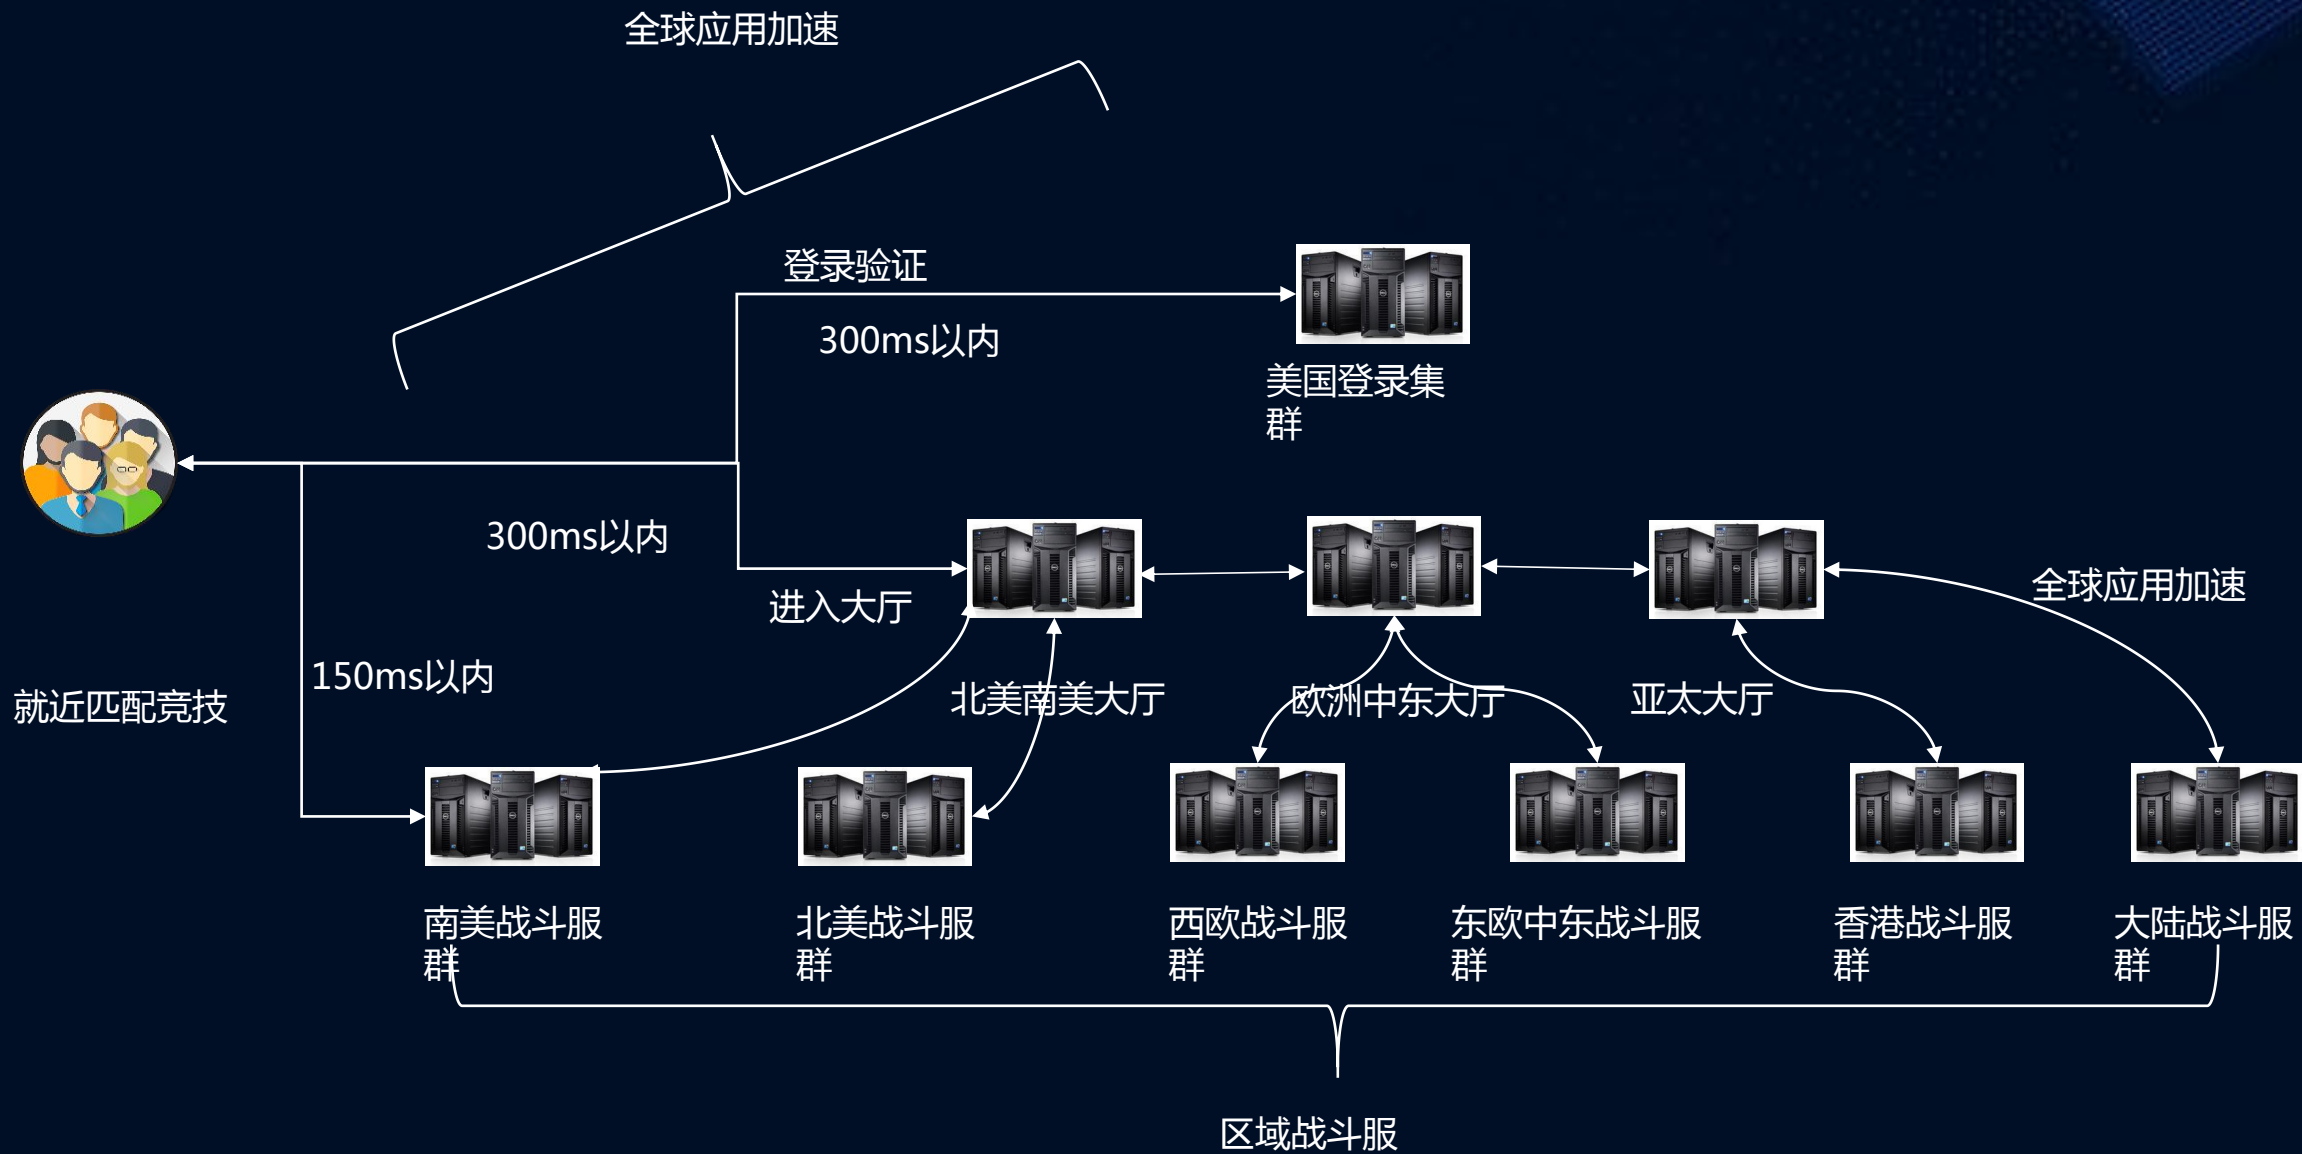 全球应用加速
登录验证
300ms以内
美国登录集
群
300ms以内
进入大厅
全球应用加速
150ms以内
就近匹配竞技
北美南美大厅
欧洲中东大厅
亚太大厅
南美战斗服
群
北美战斗服
群
西欧战斗服
群
东欧中东战斗服
群
香港战斗服
群
大陆战斗服
群
区域战斗服